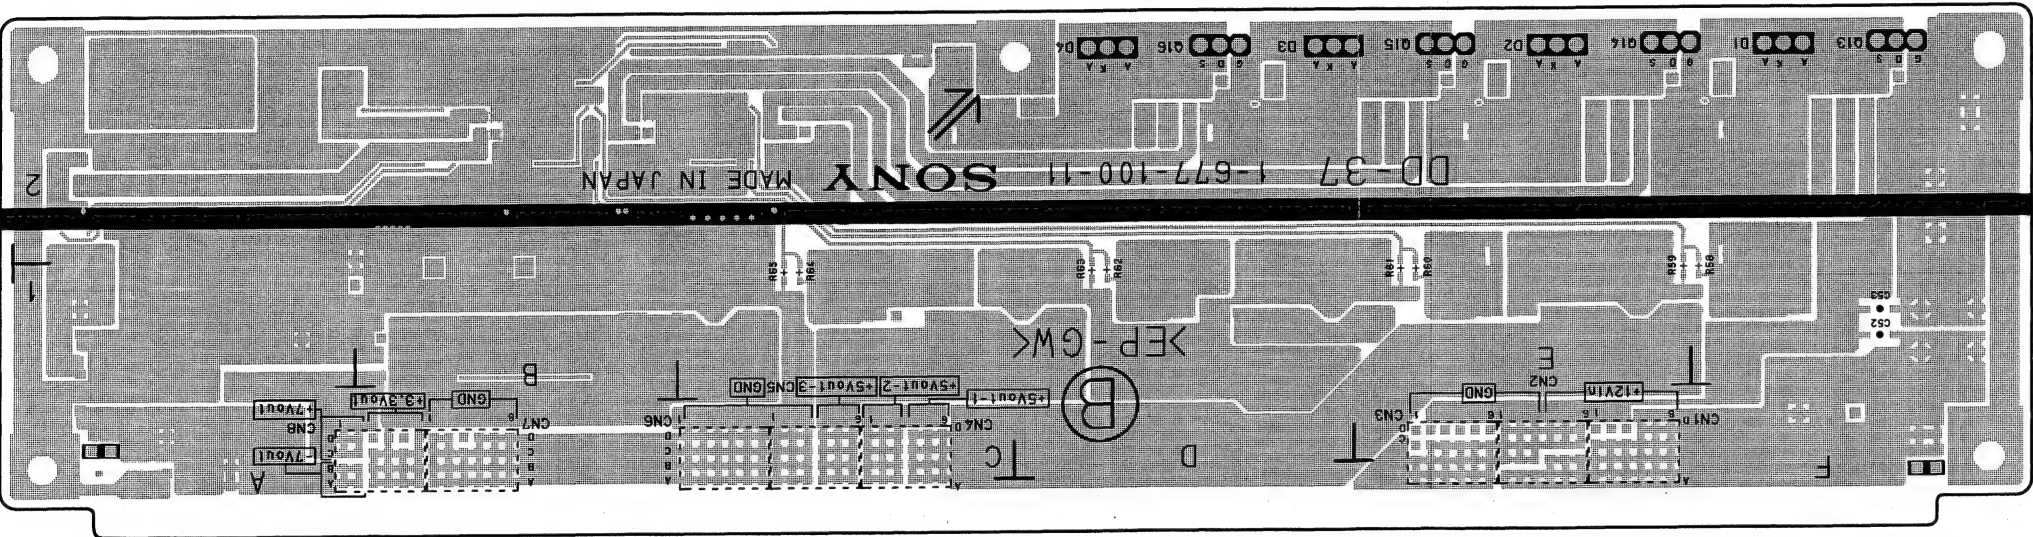 F
D
C
A
-7Vout
CN1
CN3
CN4
CN6
CN7
CN8
+12Vin
CN2
GND
+5Vout-1
+5Vout-2
+5Vout-3
CN5
GND
GND
+3.3Vout
+7Vout
B
E
B
>EP-GW<
C52
C53
1
R58
R59
R60
R61
R62
R63
R64
R65
2
DD-37 1-677-100-11 SONY MADE IN JAPAN
G D S
A K A
G D S
A K A
G D S
A K A
G D S
A K A
Q13
D1
Q14
D2
Q15
D3
Q16
D4